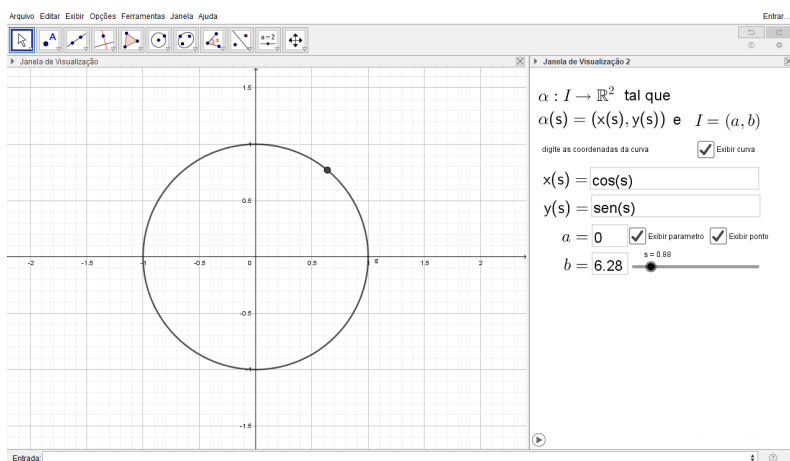 Arquivo Editar Exibir Opções Ferramentas Janela Ajuda Entrar...
A a = 2
Janela de Visualização
Janela de Visualização 2
1.5
1
0.5
-2 -1.5 -1 -0.5 0 0.5 1 1.5 2
-0.5
-1
-1.5
α : I → ℝ² tal que
α(s) = (x(s), y(s)) e I = (a, b)
digite as coordenadas da curva Exibir curva
x(s) = cos(s)
y(s) = sen(s)
a = 0 Exibir parametro Exibir ponto
b = 6.28 s = 0.88
Entrada: